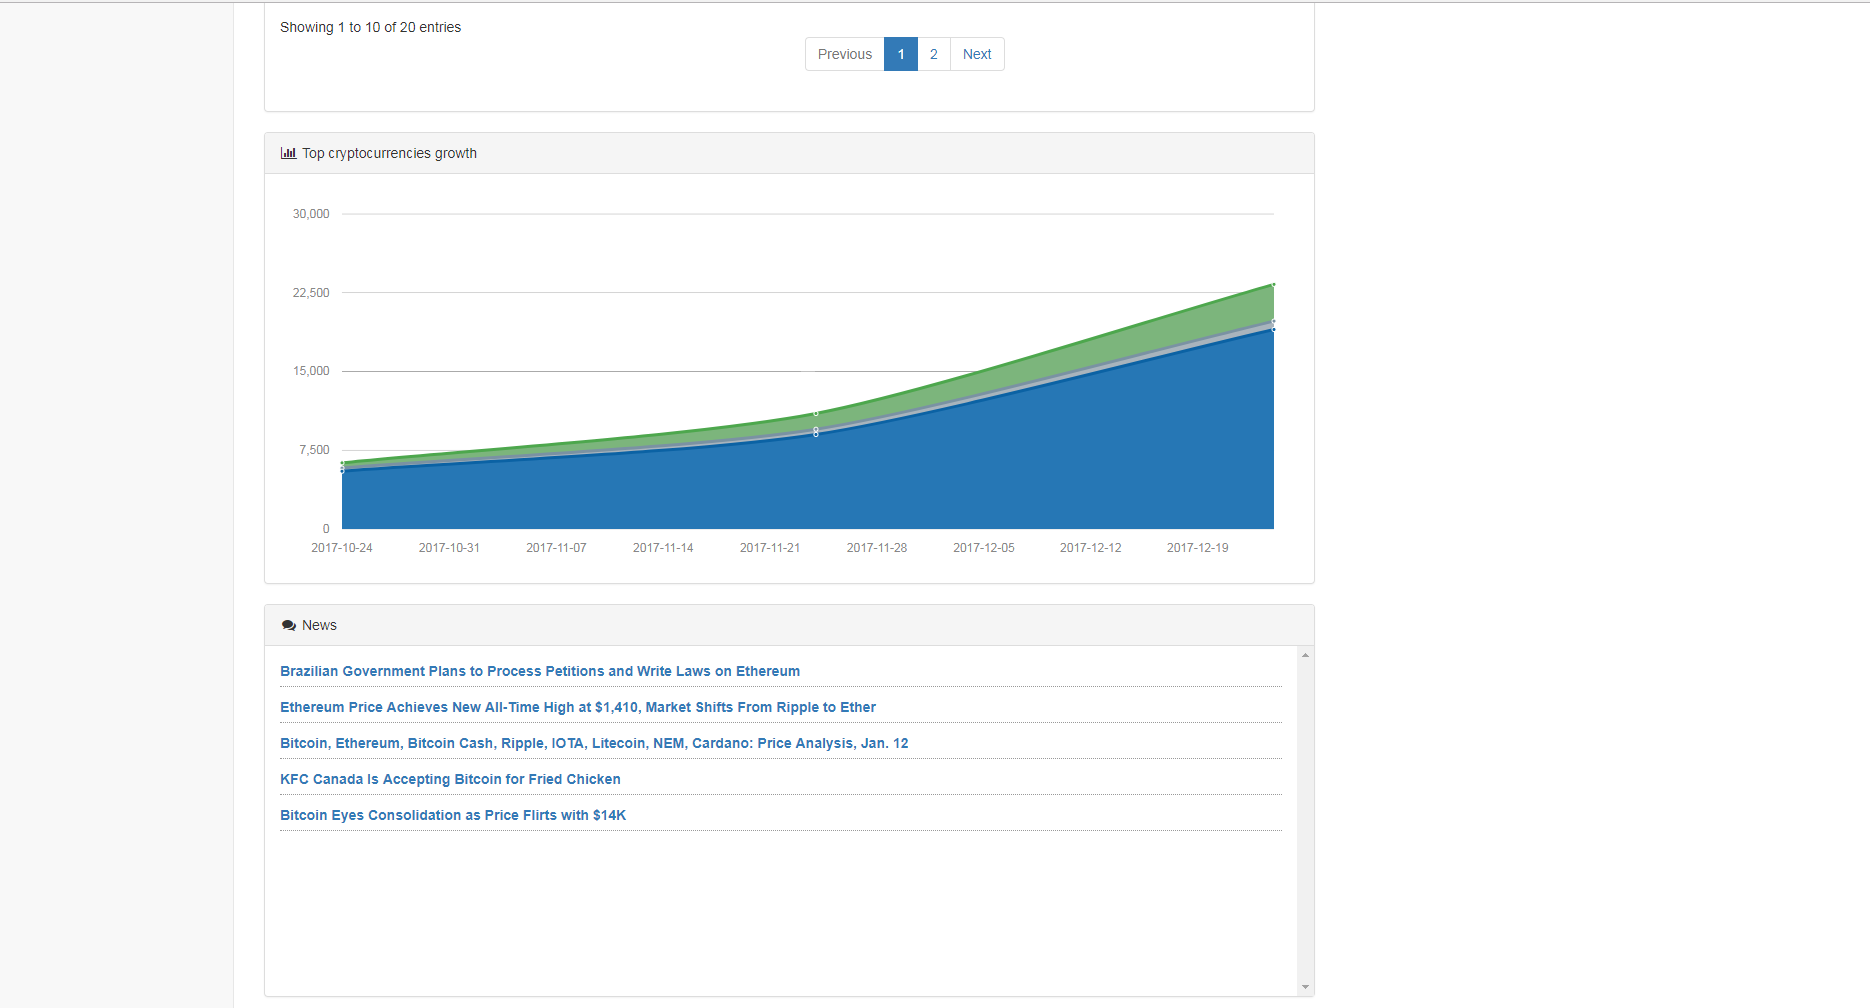 Showing 1 to 10 of 20 entries
Previous 1 2 Next
Top cryptocurrencies growth
30,000
22,500
15,000
7,500
0
2017-10-24 2017-10-31 2017-11-07 2017-11-14 2017-11-21 2017-11-28 2017-12-05 2017-12-12 2017-12-19
News
Brazilian Government Plans to Process Petitions and Write Laws on Ethereum
Ethereum Price Achieves New All-Time High at $1,410, Market Shifts From Ripple to Ether
Bitcoin, Ethereum, Bitcoin Cash, Ripple, IOTA, Litecoin, NEM, Cardano: Price Analysis, Jan. 12
KFC Canada Is Accepting Bitcoin for Fried Chicken
Bitcoin Eyes Consolidation as Price Flirts with $14K